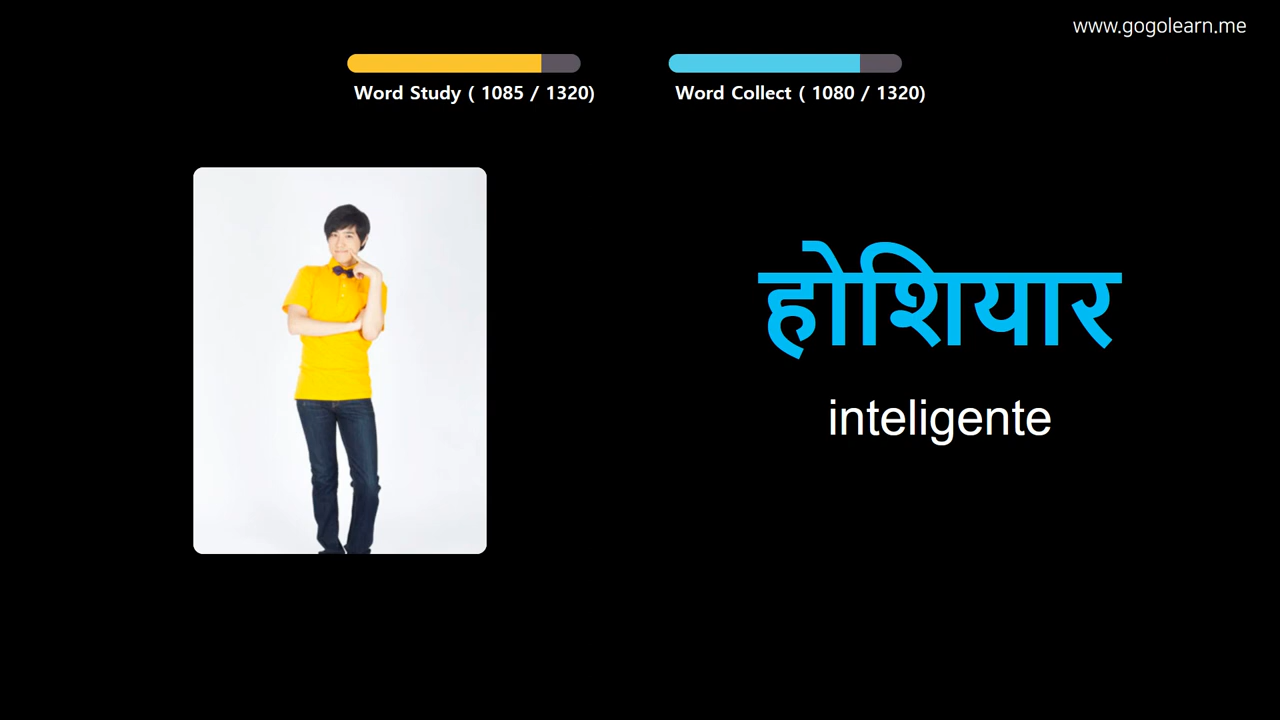 www.gogolearn.me
Word Study ( 1085 / 1320)
Word Collect ( 1080 / 1320)
होशियार
inteligente